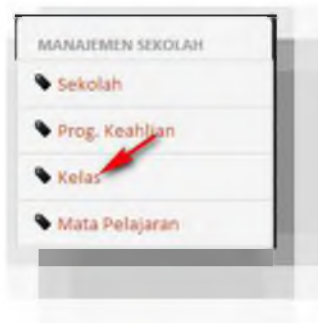 MANAJEMEN SEKOLAH
Sekolah
Prog. Keahlian
Kelas
Mata Pelajaran